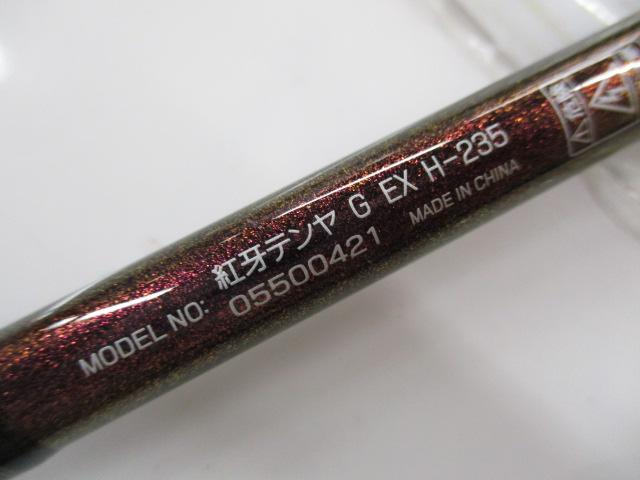 紅牙テンヤ G EX H-235
MODEL NO: 05500421 MADE IN CHINA